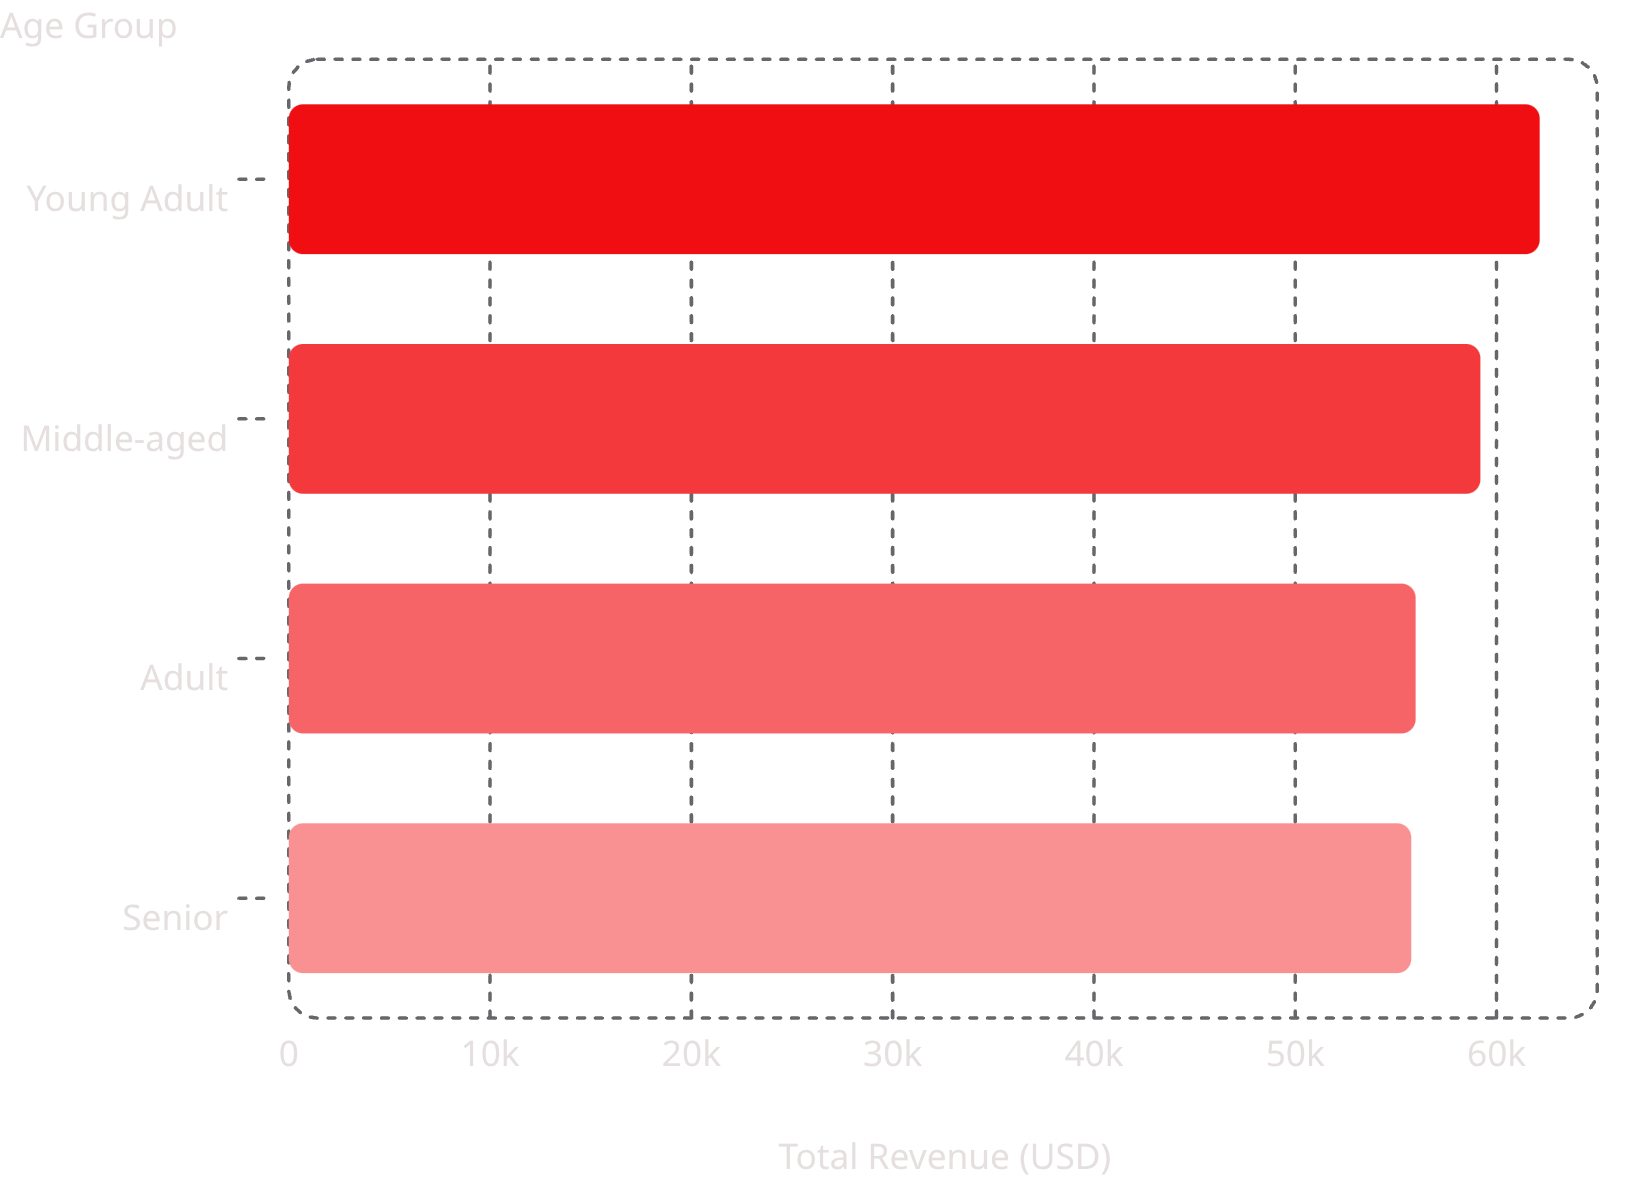 Age Group
Young Adult
Middle-aged
Adult
Senior
0 10k 20k 30k 40k 50k 60k
Total Revenue (USD)